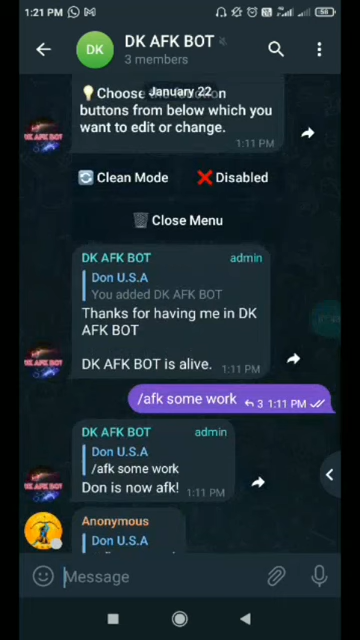 1:21 PM
58
DK
DK AFK BOT
3 members
January 22
💡Choose
buttons from below which you
want to edit or change.
1:11 PM
🔄 Clean Mode ❌Disabled
🗑 Close Menu
DK AFK BOT admin
Don U.S.A
You added DK AFK BOT
Thanks for having me in DK
AFK BOT
DK AFK BOT is alive. 1:11 PM
/afk some work 3 1:11 PM
DK AFK BOT admin
Don U.S.A
/afk some work
Don is now afk! 1:11 PM
Anonymous
Don U.S.A
Message